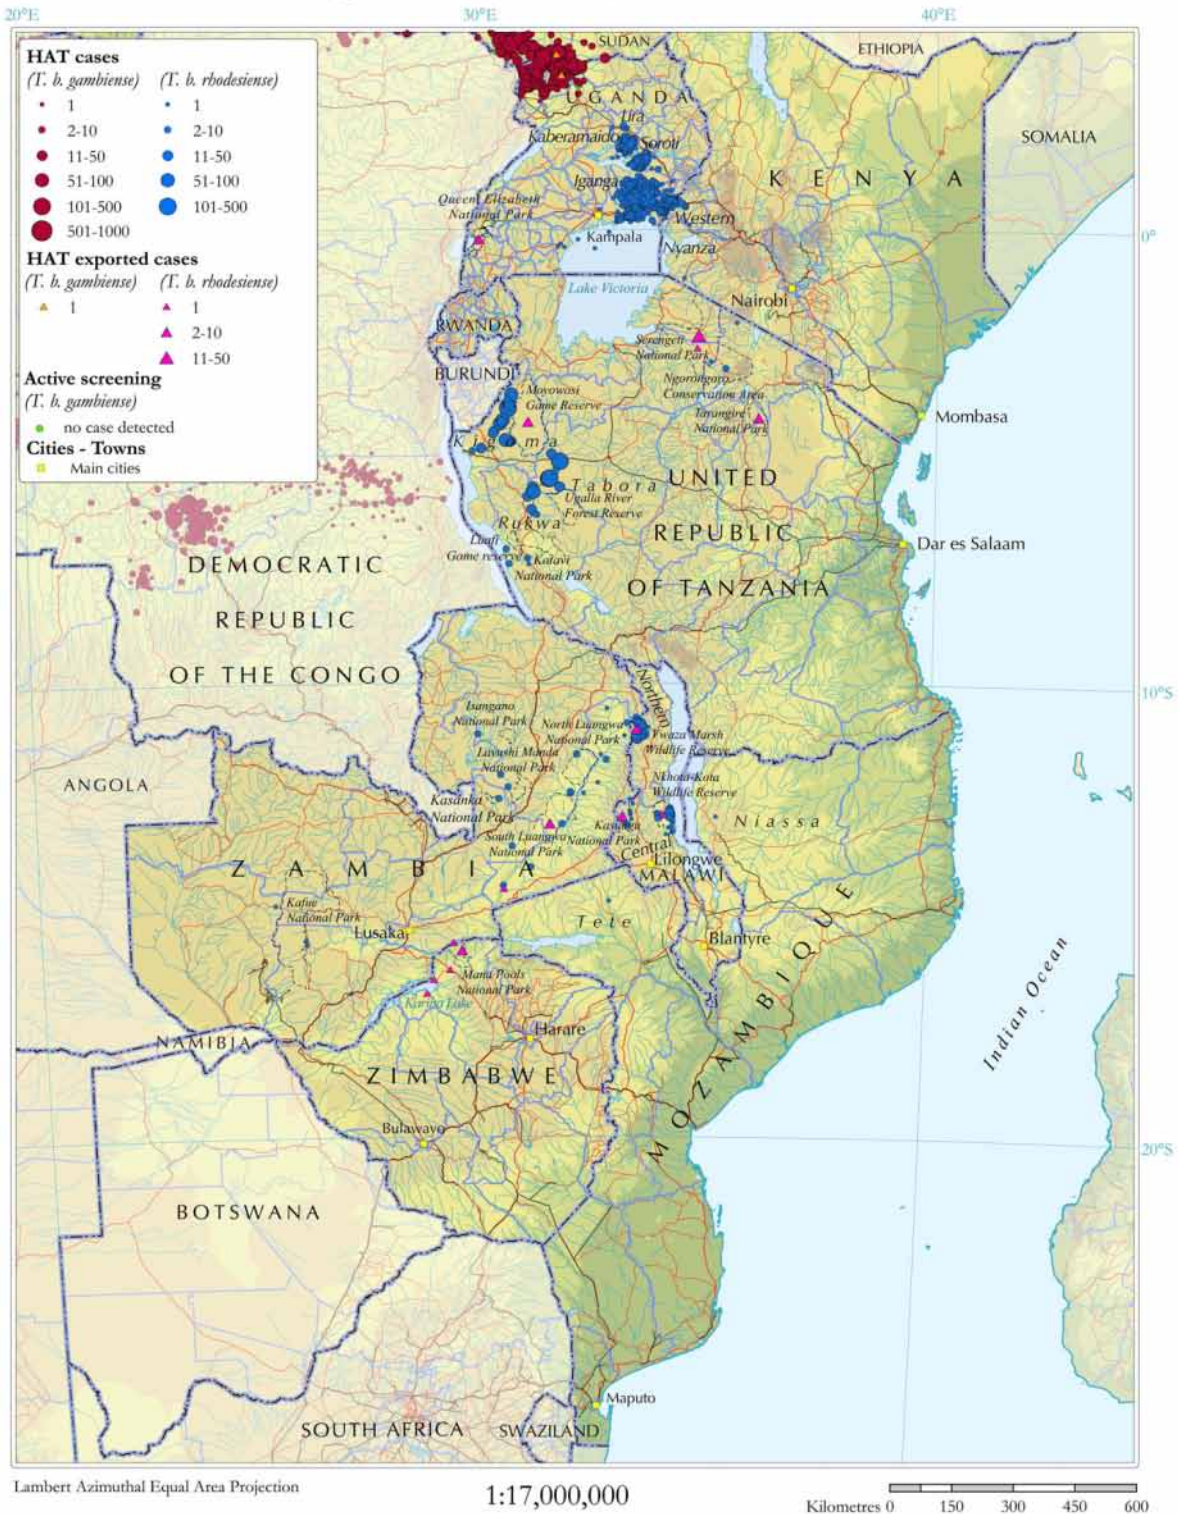 20°E 30°E 40°E
HAT cases
(T. b. gambiense) (T. b. rhodesiense)
1 1
2-10 2-10
11-50 11-50
51-100 51-100
101-500 101-500
501-1000
HAT exported cases
(T. b. gambiense) (T. b. rhodesiense)
1 1
2-10
11-50
Active screening
(T. b. gambiense)
no case detected
Cities - Towns
Main cities
SUDAN
ETHIOPIA
UGANDA
Lira
Kaberamaido
Soroti
SOMALIA
KENYA
Iganga
Queen Elizabeth
National Park
Western
Kampala
Nyanza
0°
Lake Victoria
Nairobi
RWANDA
Serengeti
National Park
BURUNDI
Ngorongoro
Conservation Area
Moyowosi
Game Reserve
Tarangire
National Park
Mombasa
Kigoma
UNITED
REPUBLIC
OF TANZANIA
Tabora
Ugalla River
Forest Reserve
Rukwa
Dar es Salaam
Luafi
Game reserve
Katavi
National Park
DEMOCRATIC
REPUBLIC
OF THE CONGO
10°S
Northern
Isangano
National Park
North Luangwa
National Park
Vwaza Marsh
Wildlife Reserve
Lavushi Manda
National Park
Nkhota-Kota
Wildlife Reserve
ANGOLA
Kasanka
National Park
Kasungu
National Park
Niassa
South Luangwa
National Park
Central
Lilongwe
MALAWI
ZAMBIA
Kafue
National Park
Tete
Lusaka
Blantyre
MOZAMBIQUE
Indian Ocean
Mana Pools
National Park
Kariba Lake
Harare
NAMIBIA
ZIMBABWE
Bulawayo
20°S
BOTSWANA
Maputo
SOUTH AFRICA
SWAZILAND
Lambert Azimuthal Equal Area Projection
1:17,000,000
Kilometres 0 150 300 450 600